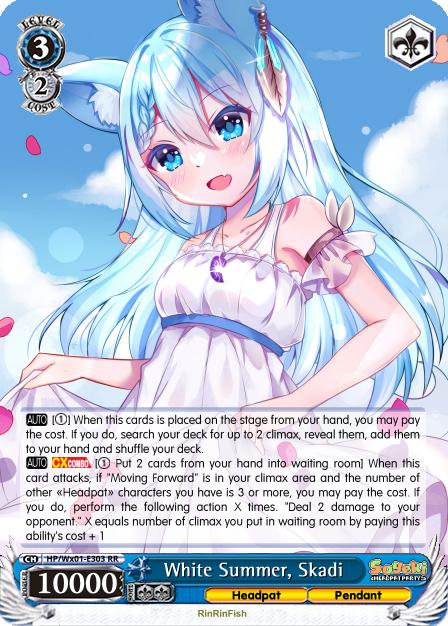 LEVEL
3
2
COST
AUTO [①] When this cards is placed on the stage from your hand, you may pay
the cost. If you do, search your deck for up to 2 climax, reveal them, add them
to your hand and shuffle your deck.
AUTO CXCOMBO [① Put 2 cards from your hand into waiting room] When this
card attacks, if "Moving Forward" is in your climax area and the number of
other «Headpat» characters you have is 3 or more, you may pay the cost. If
you do, perform the following action X times. "Deal 2 damage to your
opponent." X equals number of climax you put in waiting room by paying this
ability's cost + 1
CH HP/Wx01-E303 RR
POWER 10000 SOUL White Summer, Skadi
Sayuki
HEADPATPARTY
Headpat Pendant
RinRinFish